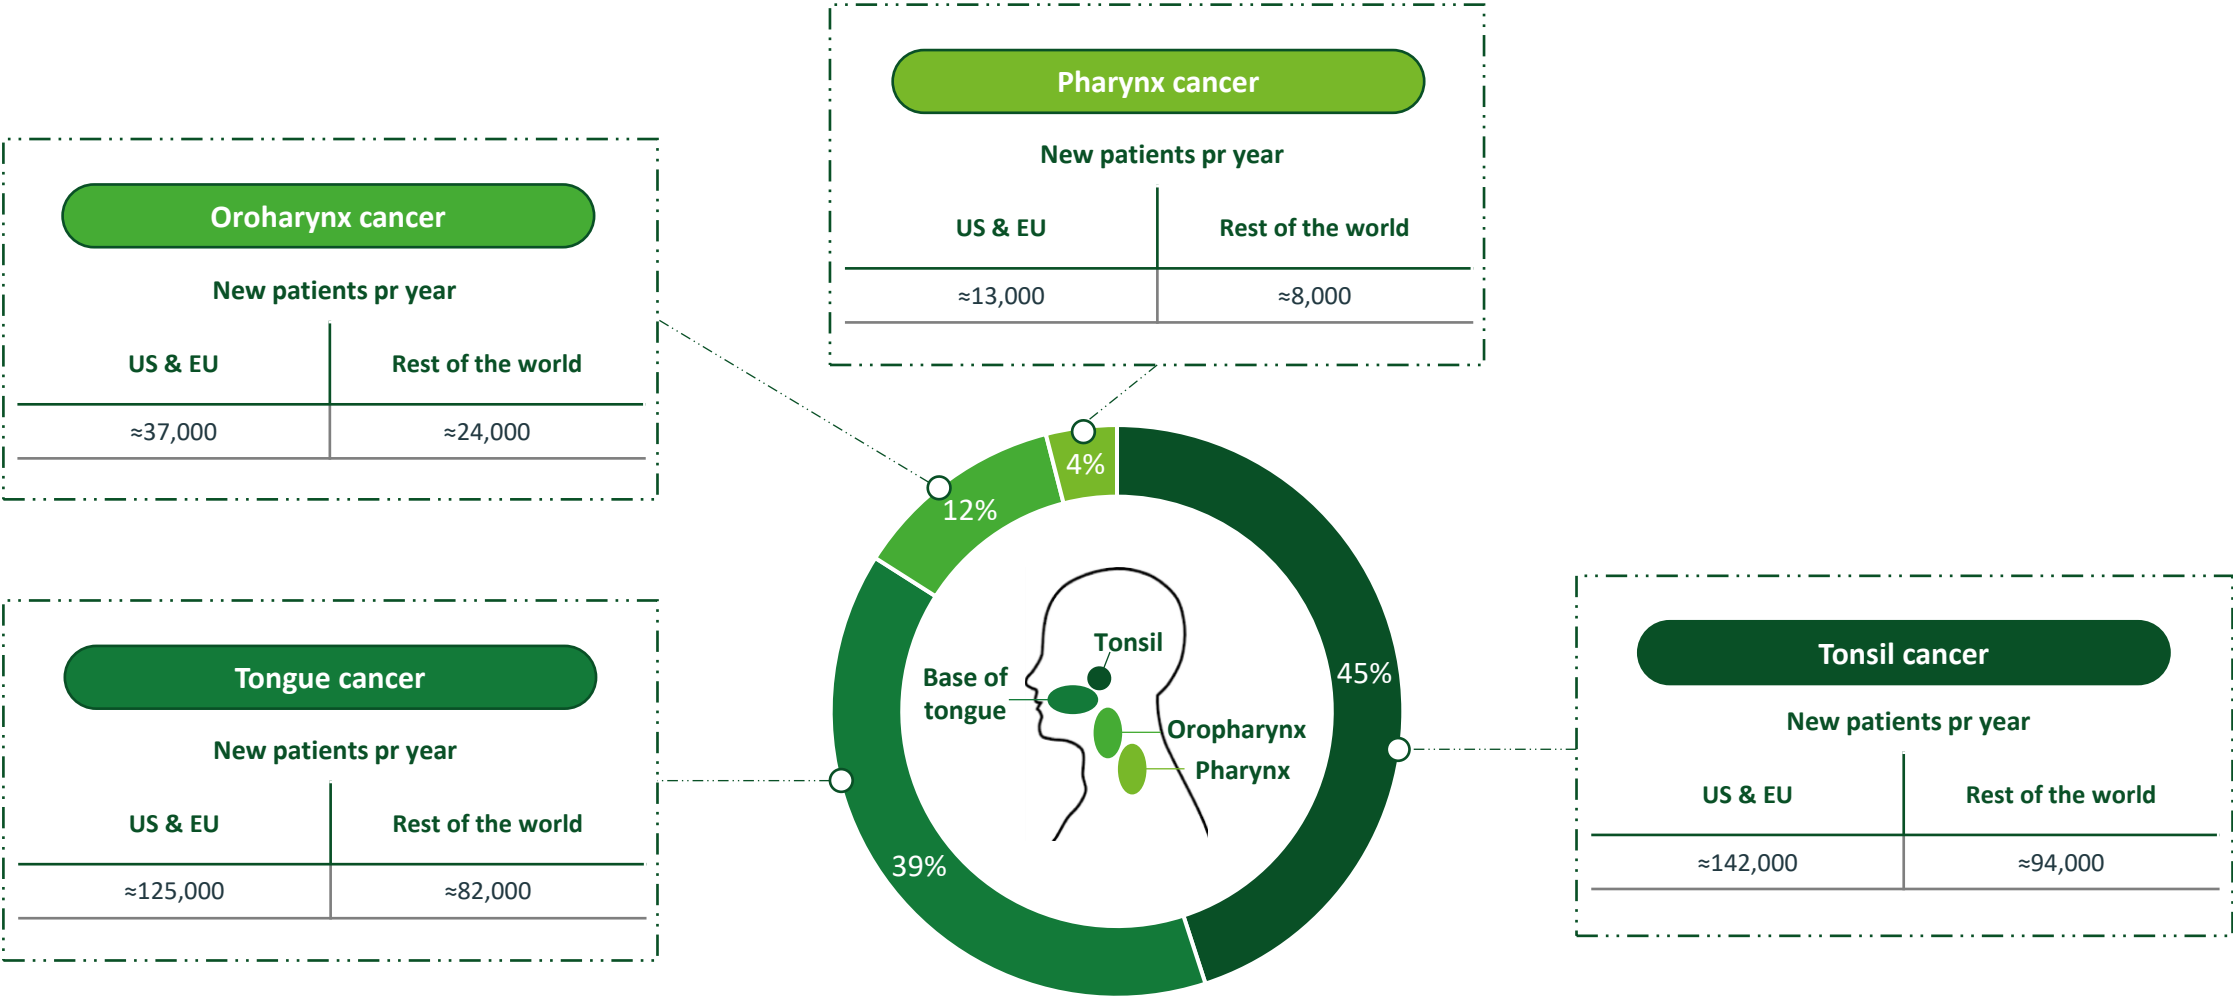 Pharynx cancer
New patients pr year
US & EU Rest of the world
≈13,000 ≈8,000
Oroharynx cancer
New patients pr year
US & EU Rest of the world
≈37,000 ≈24,000
4%
12%
Tongue cancer
New patients pr year
US & EU Rest of the world
≈125,000 ≈82,000
39%
Tonsil
Base of
tongue
Oropharynx
Pharynx
45%
Tonsil cancer
New patients pr year
US & EU Rest of the world
≈142,000 ≈94,000